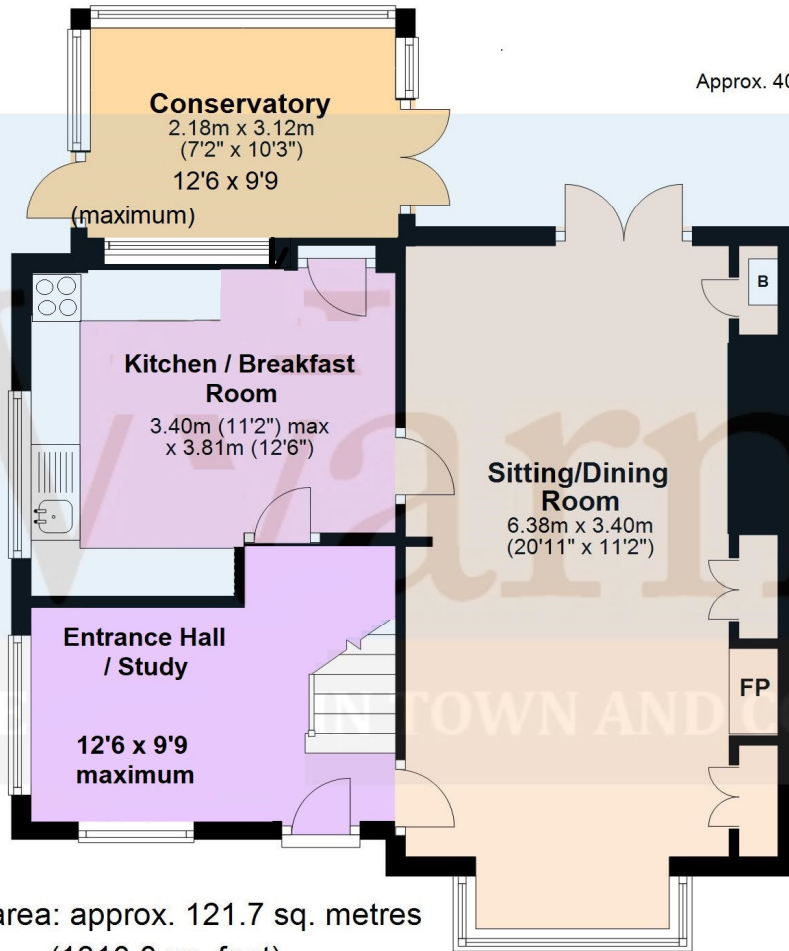 Approx. 40
Conservatory
2.18m x 3.12m
(7'2" x 10'3")
12'6 x 9'9
(maximum)
B
Kitchen / Breakfast
Room
3.40m (11'2") max
x 3.81m (12'6")
Sitting/Dining
Room
6.38m x 3.40m
(20'11" x 11'2")
Entrance Hall
/ Study
FP
IN TOWN AND
12'6 x 9'9
maximum
area: approx. 121.7 sq. metres